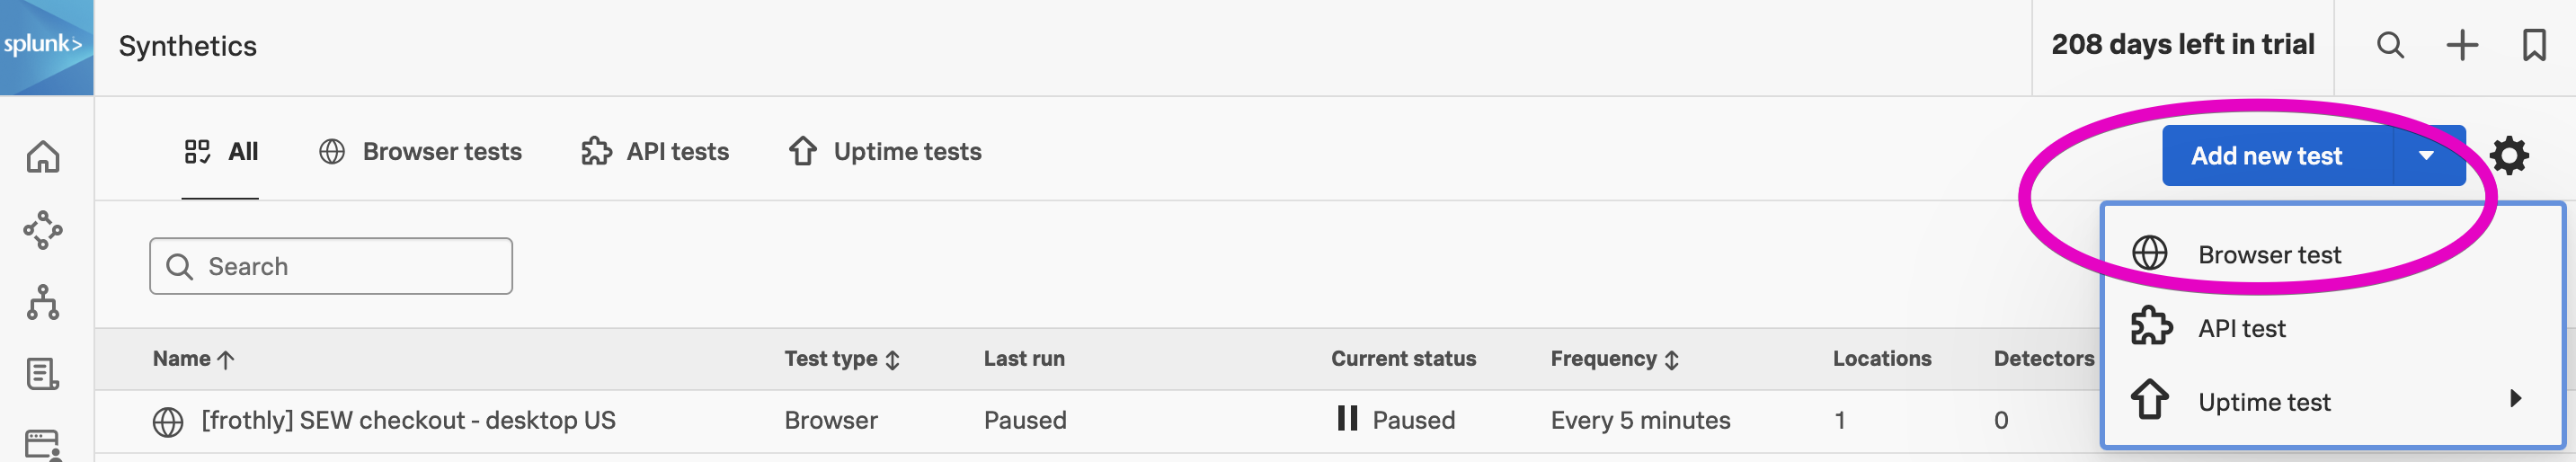 splunk>
Synthetics
208 days left in trial
All
Browser tests
API tests
Uptime tests
Add new test
Search
Browser test
API test
Uptime test
Name Test type Last run Current status Frequency Locations Detectors
[frothly] SEW checkout - desktop US Browser Paused Paused Every 5 minutes 1 0